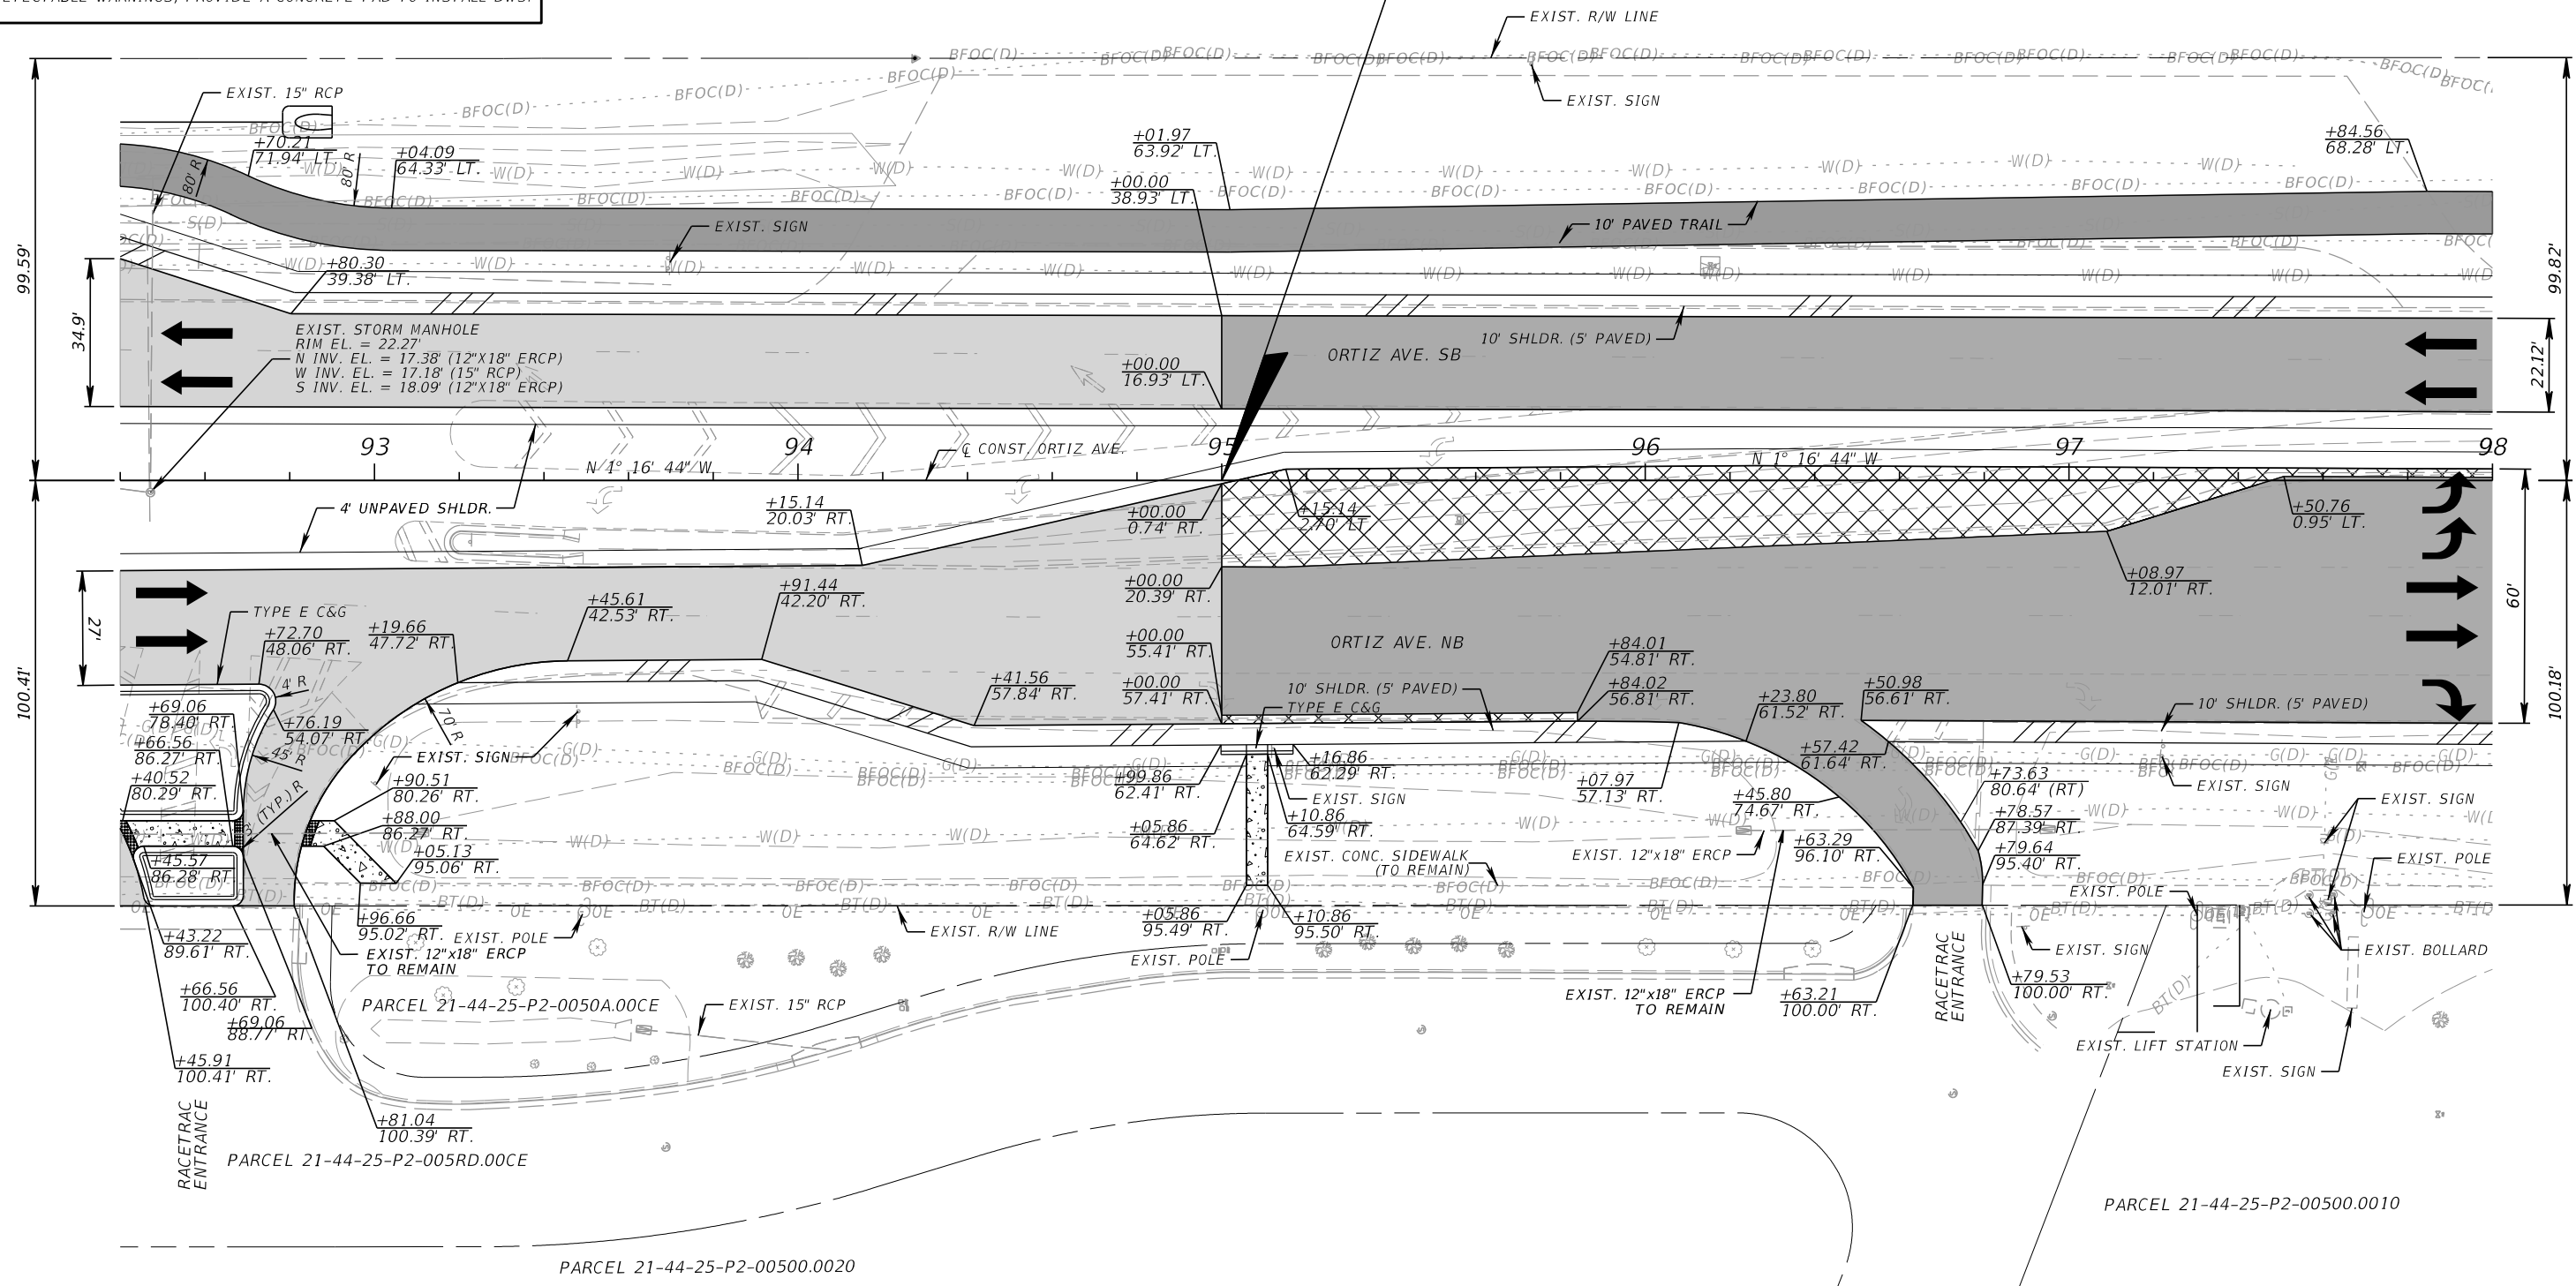 EXIST. R/W LINE
EXIST. SIGN
EXIST. 15" RCP
+70.21
71.94' LT.
80' R
80' R
+04.09
64.33' LT.
+01.97
63.92' LT.
+00.00
38.93' LT.
+84.56
68.28' LT.
10' PAVED TRAIL
EXIST. SIGN
99.59'
34.9'
99.82'
22.12'
+80.30
39.38' LT.
EXIST. STORM MANHOLE
RIM EL. = 22.27'
N INV. EL. = 17.38' (12"X18" ERCP)
W INV. EL. = 17.18' (15" RCP)
S INV. EL. = 18.09' (12"X18" ERCP)
10' SHLDR. (5' PAVED)
ORTIZ AVE. SB
+00.00
16.93' LT.
93
94
95
96
97
98
N 1° 16' 44" W
℄ CONST. ORTIZ AVE.
N 1° 16' 44" W
4' UNPAVED SHLDR.
+15.14
20.03' RT.
+00.00
0.74' RT.
+15.14
2.70' LT
+50.76
0.95' LT.
+08.97
12.01' RT.
27'
100.41'
60'
100.18'
TYPE E C&G
+72.70
48.06' RT.
+19.66
47.72' RT.
+45.61
42.53' RT.
+91.44
42.20' RT.
+00.00
20.39' RT.
+00.00
55.41' RT.
+00.00
57.41' RT.
ORTIZ AVE. NB
+84.01
54.81' RT.
+84.02
56.81' RT.
+41.56
57.84' RT.
10' SHLDR. (5' PAVED)
TYPE E C&G
+23.80
61.52' RT.
+50.98
56.61' RT.
10' SHLDR. (5' PAVED)
4' R
+69.06
78.40' RT.
+76.19
54.07' RT.
+66.56
86.27' RT.
45' R
70' R
+40.52
80.29' RT.
3' (TYP.) R
EXIST. SIGN
+90.51
80.26' RT.
+88.00
86.27' RT.
+05.13
95.06' RT.
+45.57
86.28' RT
+99.86
62.41' RT.
+16.86
62.29' RT.
EXIST. SIGN
+10.86
64.59' RT.
+05.86
64.62' RT.
+07.97
57.13' RT.
+57.42
61.64' RT.
+45.80
74.67' RT.
+73.63
80.64' (RT)
+78.57
87.39' RT.
+79.64
95.40' RT.
+63.29
96.10' RT.
EXIST. SIGN
EXIST. SIGN
EXIST. 12"x18" ERCP
EXIST. CONC. SIDEWALK
(TO REMAIN)
EXIST. POLE
EXIST. POLE
+43.22
89.61' RT.
+96.66
95.02' RT.
EXIST. POLE
EXIST. 12"x18" ERCP
TO REMAIN
EXIST. R/W LINE
+05.86
95.49' RT.
+10.86
95.50' RT.
EXIST. POLE
EXIST. SIGN
EXIST. BOLLARD
+66.56
100.40' RT.
+69.06
88.77' RT.
PARCEL 21-44-25-P2-0050A.00CE
EXIST. 15" RCP
EXIST. 12"x18" ERCP
TO REMAIN
+63.21
100.00' RT.
RACETRAC
ENTRANCE
+79.53
100.00' RT.
EXIST. LIFT STATION
EXIST. SIGN
+45.91
100.41' RT.
+81.04
100.39' RT.
RACETRAC
ENTRANCE
PARCEL 21-44-25-P2-005RD.00CE
PARCEL 21-44-25-P2-00500.0010
PARCEL 21-44-25-P2-00500.0020